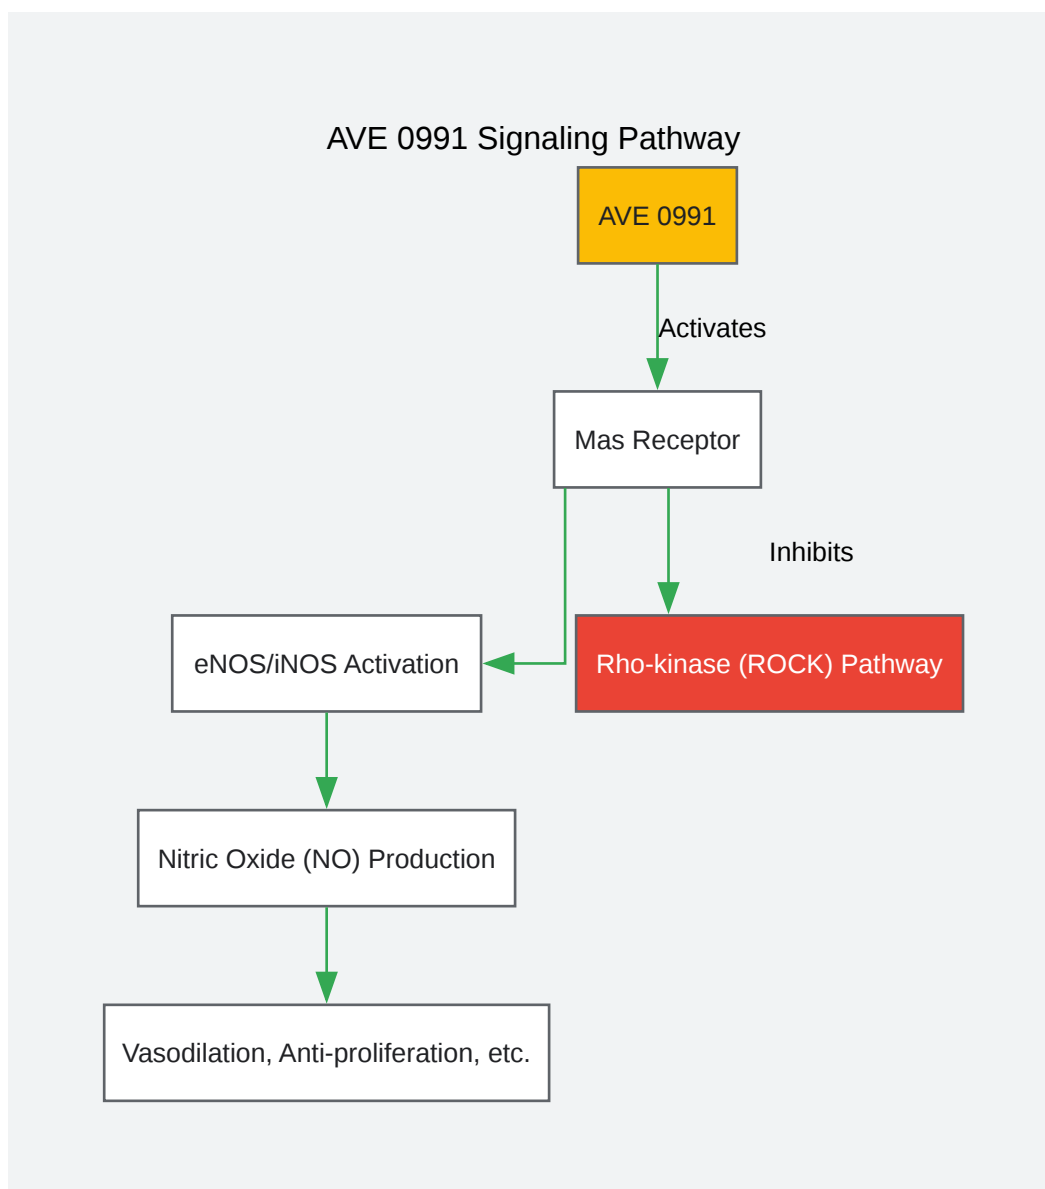 AVE 0991 Signaling Pathway
AVE 0991
Activates
Mas Receptor
Inhibits
eNOS/iNOS Activation
Rho-kinase (ROCK) Pathway
Nitric Oxide (NO) Production
Vasodilation, Anti-proliferation, etc.